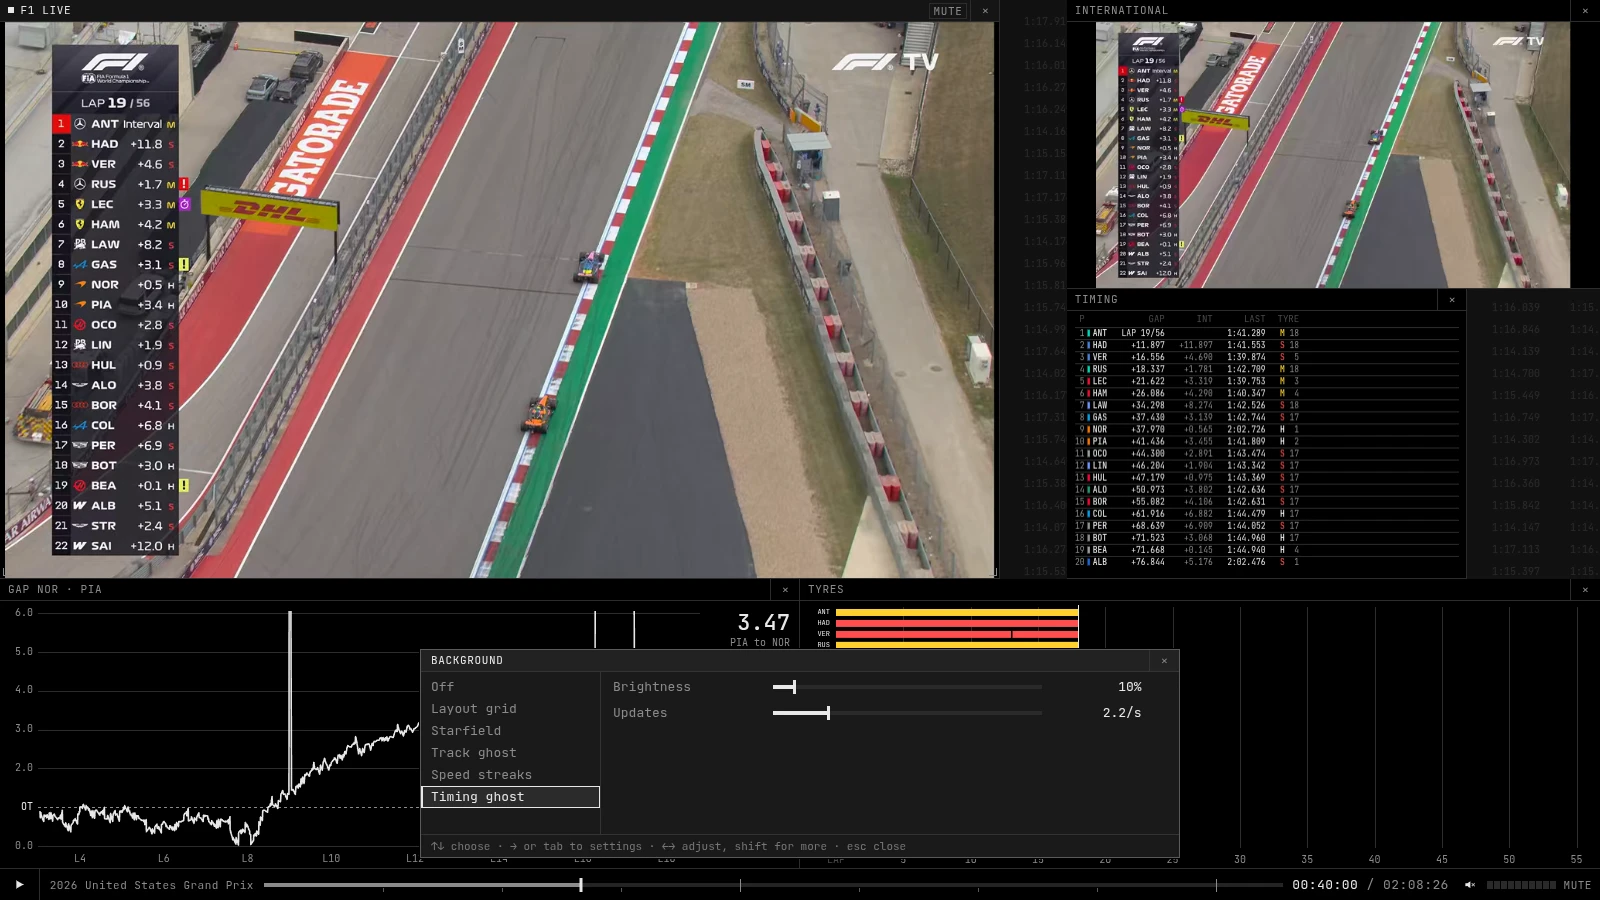 F1 LIVE
MUTE
×
F1
FIA Formula 1
World Championship
LAP 19 / 56
1 ANT Interval M
2 HAD +11.8 S
3 VER +4.6 S
4 RUS +1.7 M !
5 LEC +3.3 M
6 HAM +4.2 M
7 LAW +8.2 S
8 GAS +3.1 S !
9 NOR +0.5 H
10 PIA +3.4 H
11 OCO +2.8 S
12 LIN +1.9 S
13 HUL +0.9 S
14 ALO +3.8 S
15 BOR +4.1 S
16 COL +6.8 H
17 PER +6.9 S
18 BOT +3.0 H
19 BEA +0.1 H !
20 ALB +5.1 S
21 STR +2.4 S
22 SAI +12.0 H
GATORADE
DHL
F1 TV
INTERNATIONAL
×
LAP 19 / 56
GATORADE
DHL
F1 TV
TIMING
×
P GAP INT LAST TYRE
1 ANT LAP 19/56 1:41.289 M 18
2 HAD +11.897 +11.897 1:41.553 S 18
3 VER +16.556 +4.690 1:39.874 S 5
4 RUS +18.337 +1.781 1:42.709 M 18
5 LEC +21.622 +3.319 1:39.753 M 3
6 HAM +26.086 +4.290 1:40.347 M 4
7 LAW +34.298 +8.274 1:42.526 S 18
8 GAS +37.430 +3.139 1:42.744 S 17
9 NOR +37.970 +0.565 2:02.726 H 1
10 PIA +41.436 +3.455 1:41.809 H 2
11 OCO +44.300 +2.891 1:43.474 S 17
12 LIN +46.204 +1.904 1:43.342 S 17
13 HUL +47.179 +0.975 1:43.369 S 17
14 ALO +50.973 +3.802 1:42.636 S 17
15 BOR +55.082 +4.106 1:42.631 S 17
16 COL +61.916 +6.882 1:44.479 H 17
17 PER +68.639 +6.909 1:44.052 S 17
18 BOT +71.523 +3.068 1:44.960 H 17
19 BEA +71.668 +0.145 1:44.940 H 4
20 ALB +76.844 +5.176 2:02.476 S 1
GAP NOR · PIA
×
6.0
5.0
4.0
3.0
2.0
OT
0.0
L4 L6 L8 L10
3.47
PIA to NOR
TYRES
×
ANT
HAD
VER
RUS
30 35 40 45 50 55
BACKGROUND
×
Off
Layout grid
Starfield
Track ghost
Speed streaks
Timing ghost
Brightness 10%
Updates 2.2/s
↑↓ choose · → or tab to settings · ↔ adjust, shift for more · esc close
2026 United States Grand Prix
00:40:00 / 02:08:26
MUTE